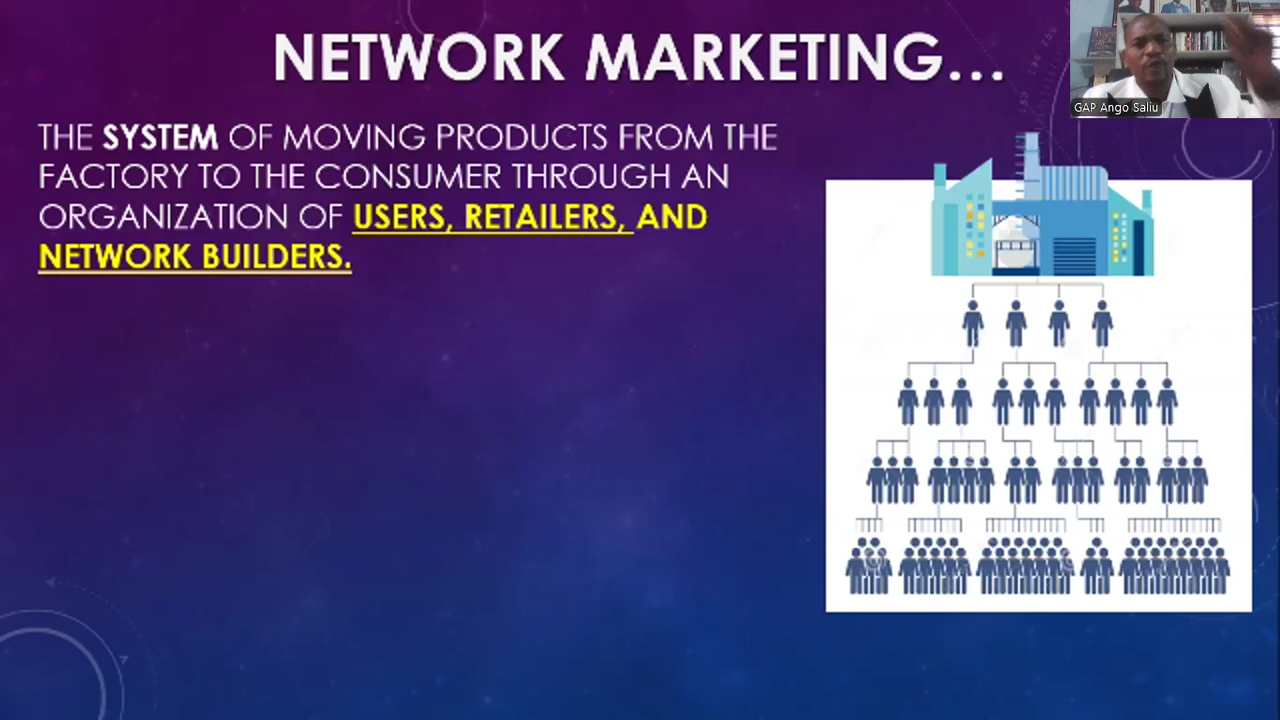 NETWORK MARKETING...
GAP Ango Saliu
THE SYSTEM OF MOVING PRODUCTS FROM THE
FACTORY TO THE CONSUMER THROUGH AN
ORGANIZATION OF USERS, RETAILERS, AND
NETWORK BUILDERS.